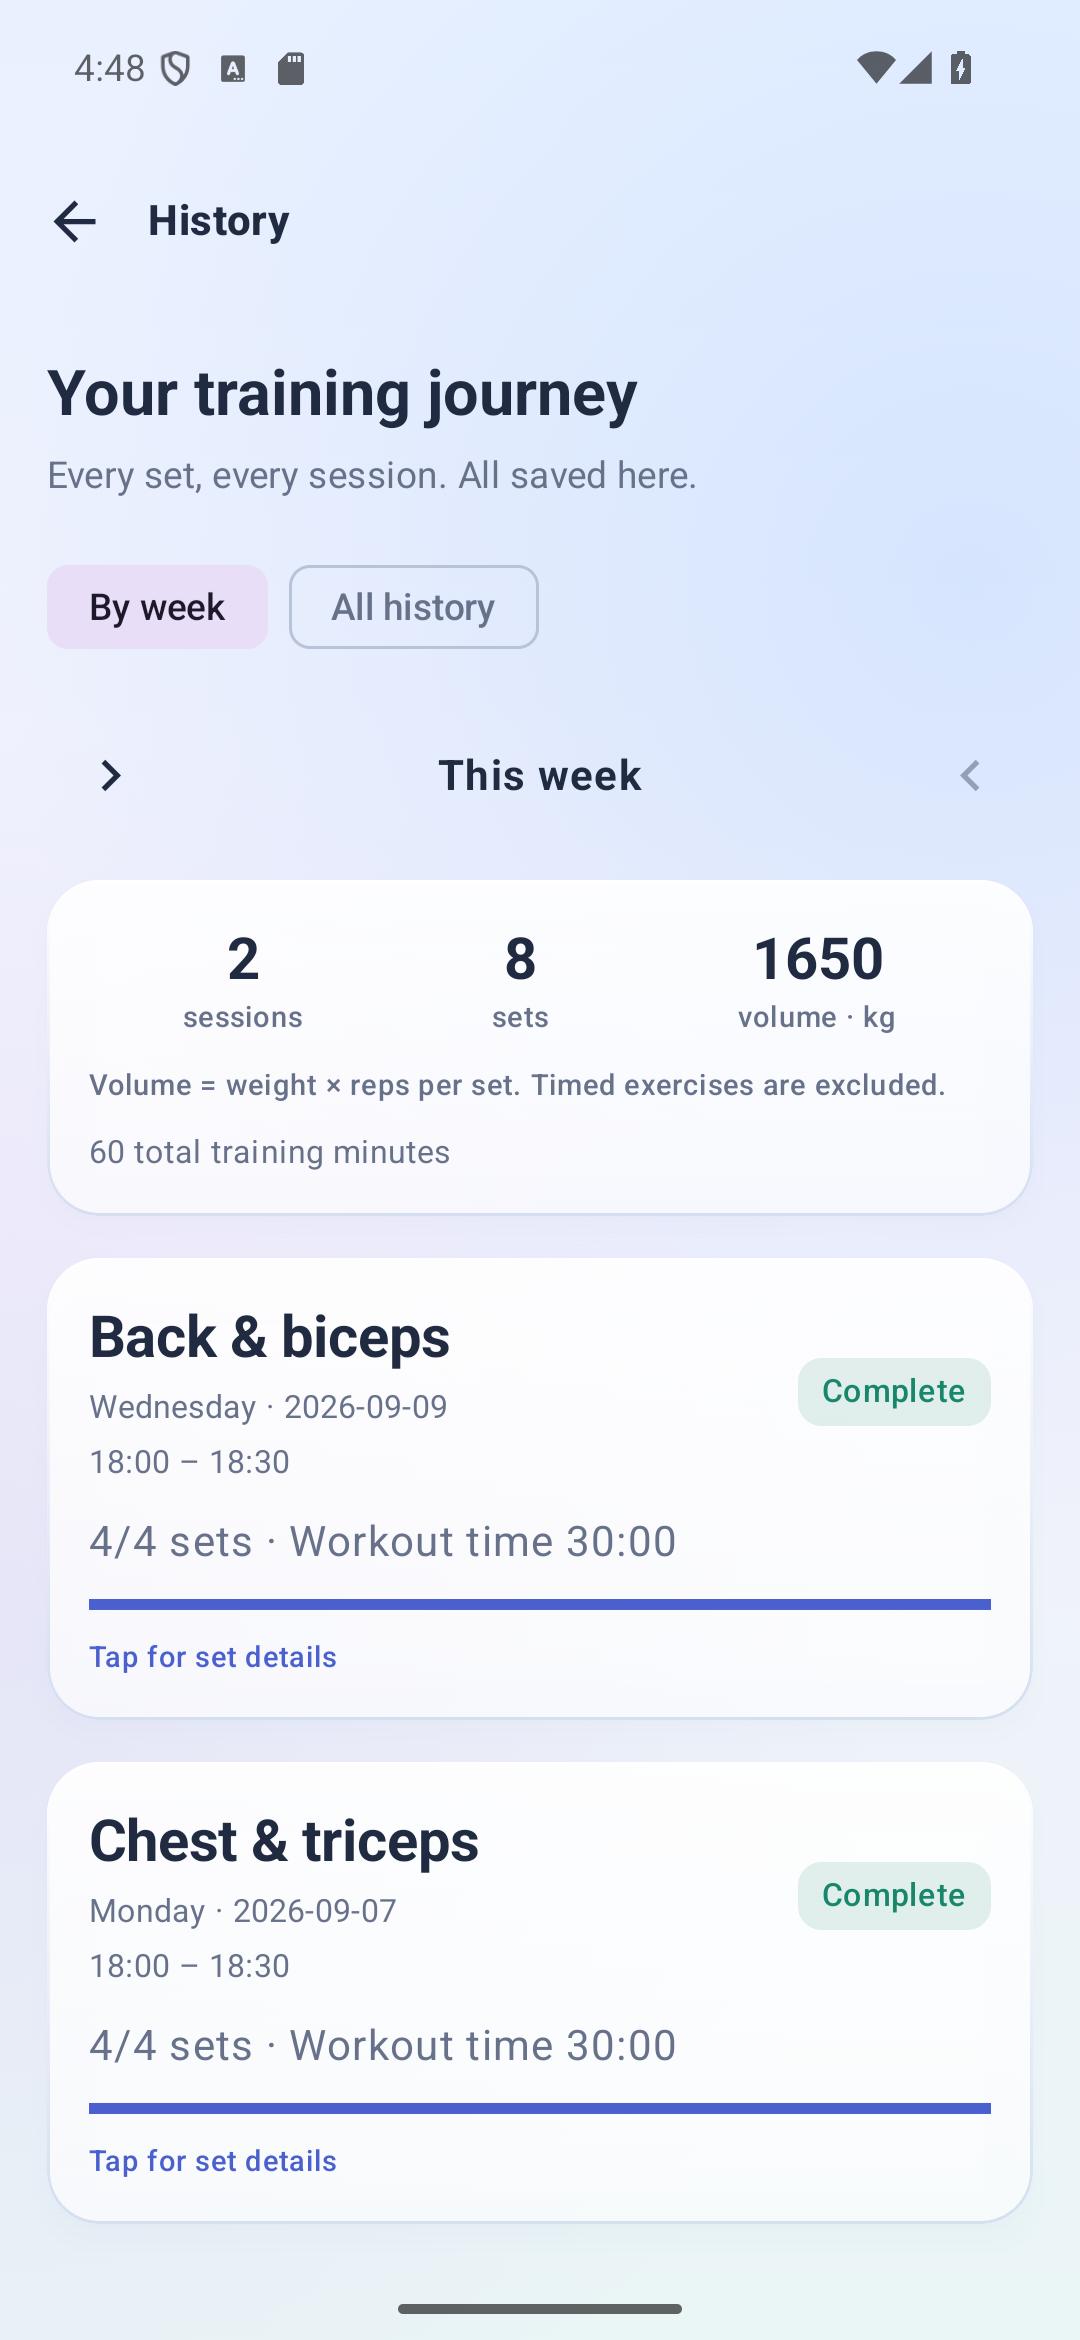 4:48
History
Your training journey
Every set, every session. All saved here.
By week
All history
This week
2
sessions
8
sets
1650
volume · kg
Volume = weight × reps per set. Timed exercises are excluded.
60 total training minutes
Back & biceps
Wednesday · 2026-09-09
18:00 – 18:30
Complete
4/4 sets · Workout time 30:00
Tap for set details
Chest & triceps
Monday · 2026-09-07
18:00 – 18:30
Complete
4/4 sets · Workout time 30:00
Tap for set details